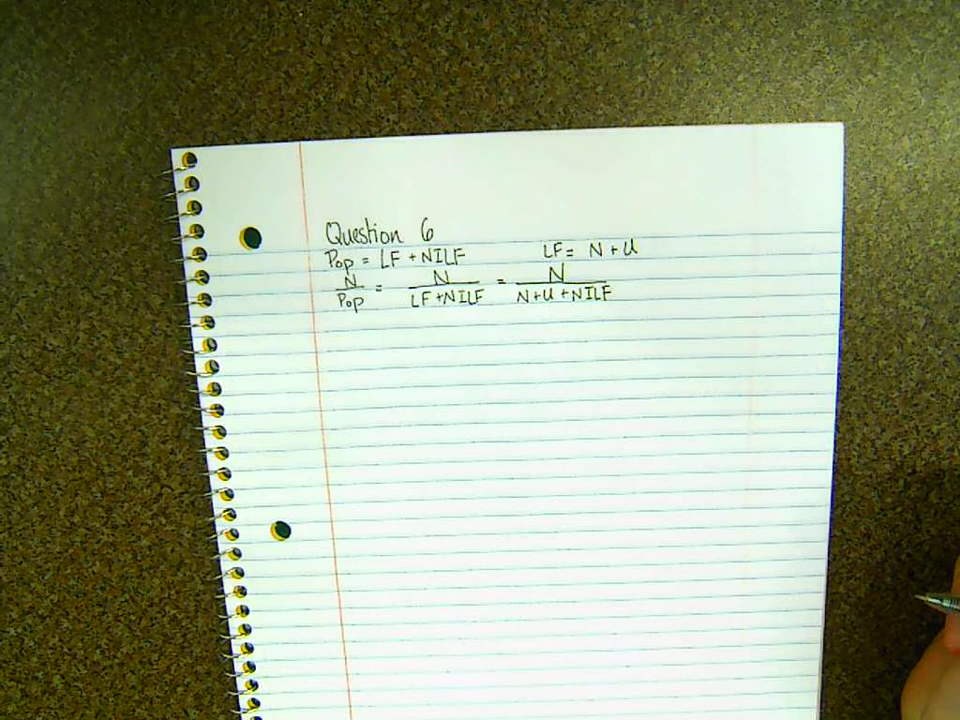 Question 6
Pop = LF + NILF LF = N + U
N/Pop = N/LF + NILF = N/N + U + NILF